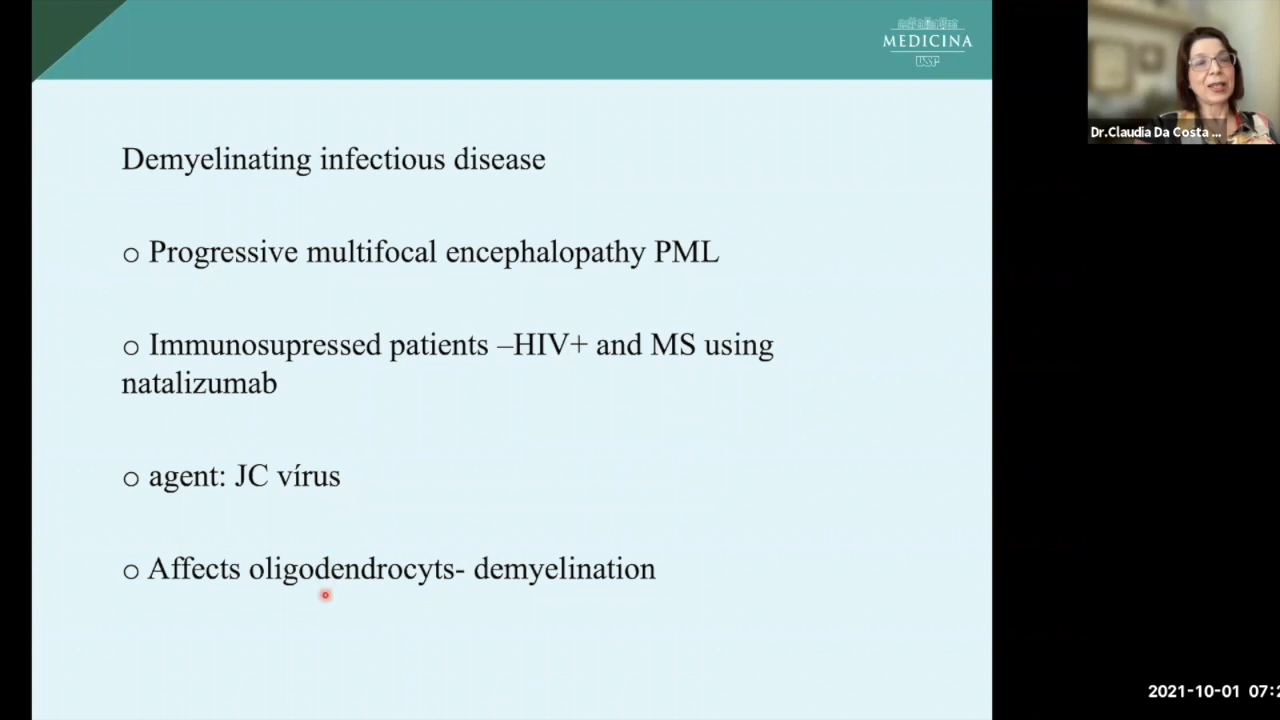 MEDICINA
USP
Dr.Claudia Da Costa ...
Demyelinating infectious disease
o Progressive multifocal encephalopathy PML
o Immunosupressed patients –HIV+ and MS using
natalizumab
o agent: JC vírus
o Affects oligodendrocyts- demyelination
2021-10-01 07:2